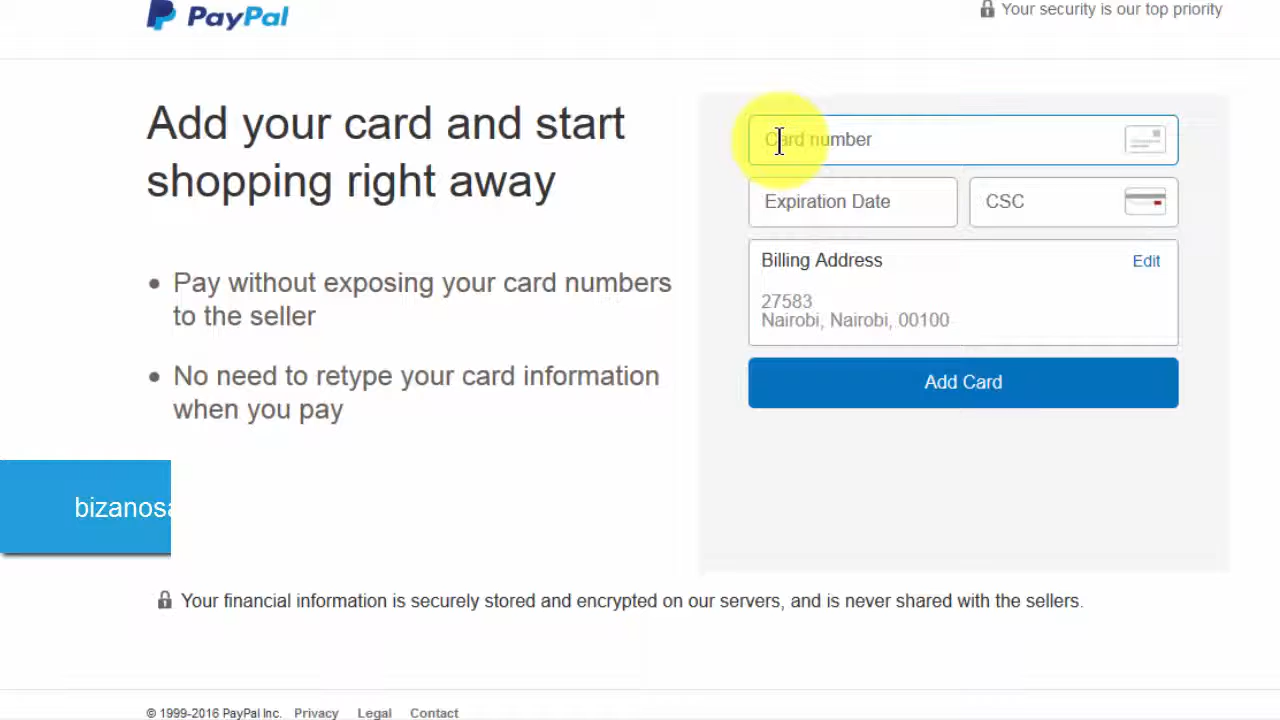 PayPal
Your security is our top priority
Add your card and start
shopping right away
Pay without exposing your card numbers
to the seller
No need to retype your card information
when you pay
Card number
Expiration Date
CSC
Billing Address
Edit
27583
Nairobi, Nairobi, 00100
Add Card
bizanosa
Your financial information is securely stored and encrypted on our servers, and is never shared with the sellers.
© 1999-2016 PayPal Inc. Privacy Legal Contact